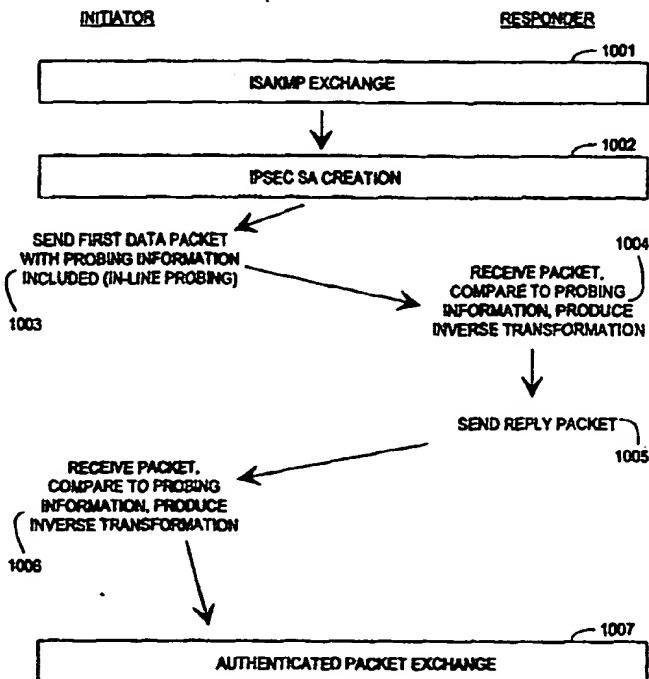 INITIATOR
RESPONDER
1001
ISAKMP EXCHANGE
1002
IPSEC SA CREATION
SEND FIRST DATA PACKET
WITH PROBING INFORMATION
INCLUDED (IN-LINE PROBING)
1003
1004
RECEIVE PACKET,
COMPARE TO PROBING
INFORMATION, PRODUCE
INVERSE TRANSFORMATION
SEND REPLY PACKET
1005
RECEIVE PACKET,
COMPARE TO PROBING
INFORMATION, PRODUCE
INVERSE TRANSFORMATION
1006
1007
AUTHENTICATED PACKET EXCHANGE